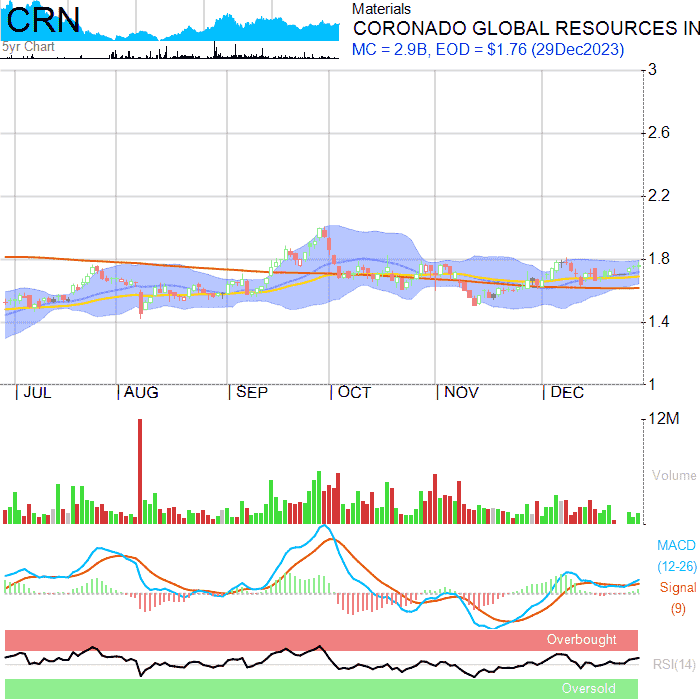 CRN
5yr Chart
Materials
CORONADO GLOBAL RESOURCES IN
MC = 2.9B, EOD = $1.76 (29Dec2023)
3
2.6
2.2
1.8
1.4
1
JUL AUG SEP OCT NOV DEC
12M
Volume
MACD
(12-26)
Signal
(9)
Overbought
RSI(14)
Oversold